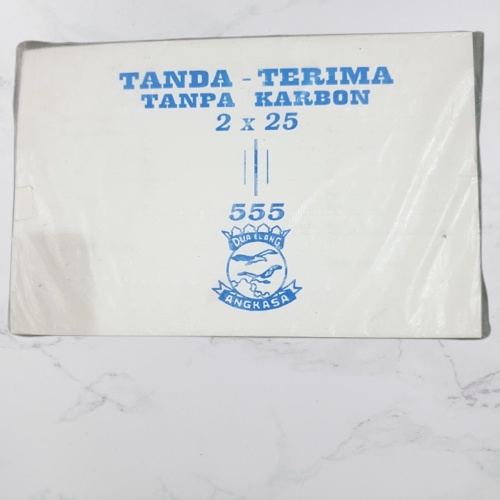 TANDA - TERIMA
TANPA KARBON
2 x 25
555
DUA ELANG
ANGKASA